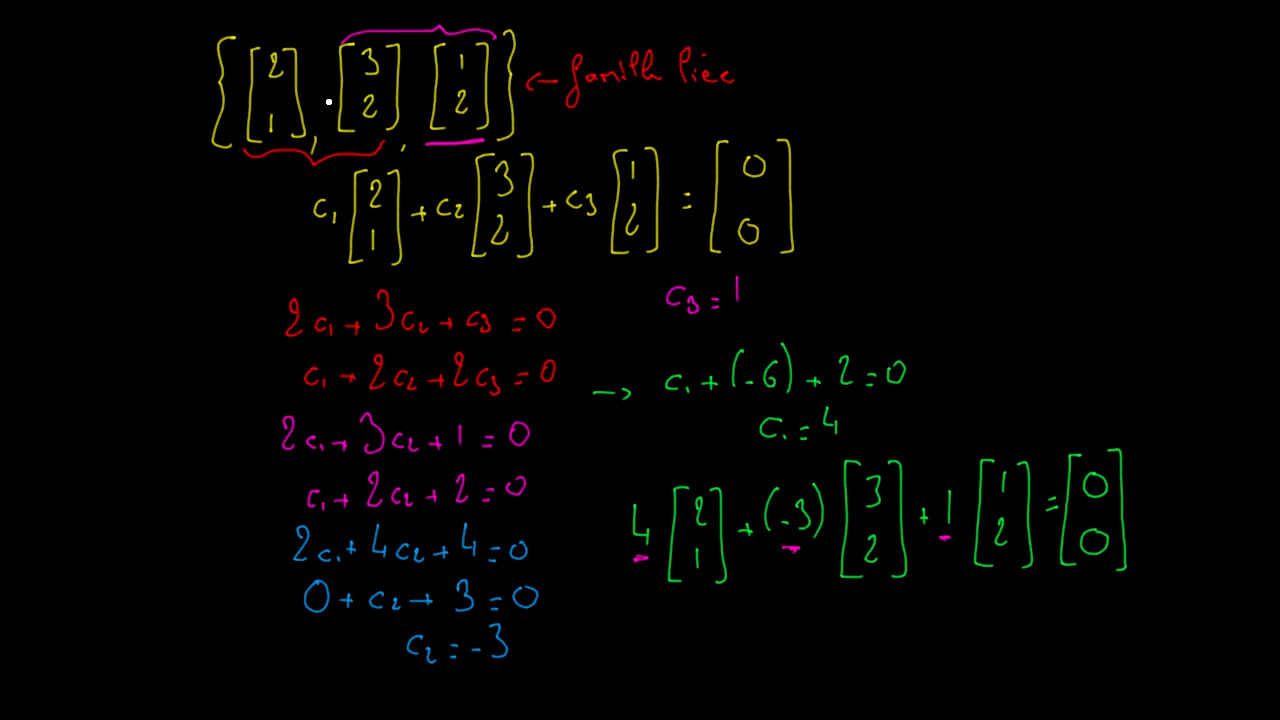 {[2 1], [3 2], [1 2]} ← famille liée
c₁[2 1] + c₂[3 2] + c₃[1 2] = [0 0]
2c₁ + 3c₂ + c₃ = 0
c₁ + 2c₂ + 2c₃ = 0
2c₁ + 3c₂ + 1 = 0
c₁ + 2c₂ + 2 = 0
2c₁ + 4c₂ + 4 = 0
0 + c₂ + 3 = 0
c₂ = -3
c₃ = 1
→ c₁ + (-6) + 2 = 0
c₁ = 4
4[2 1] + (-3)[3 2] + 1[1 2] = [0 0]